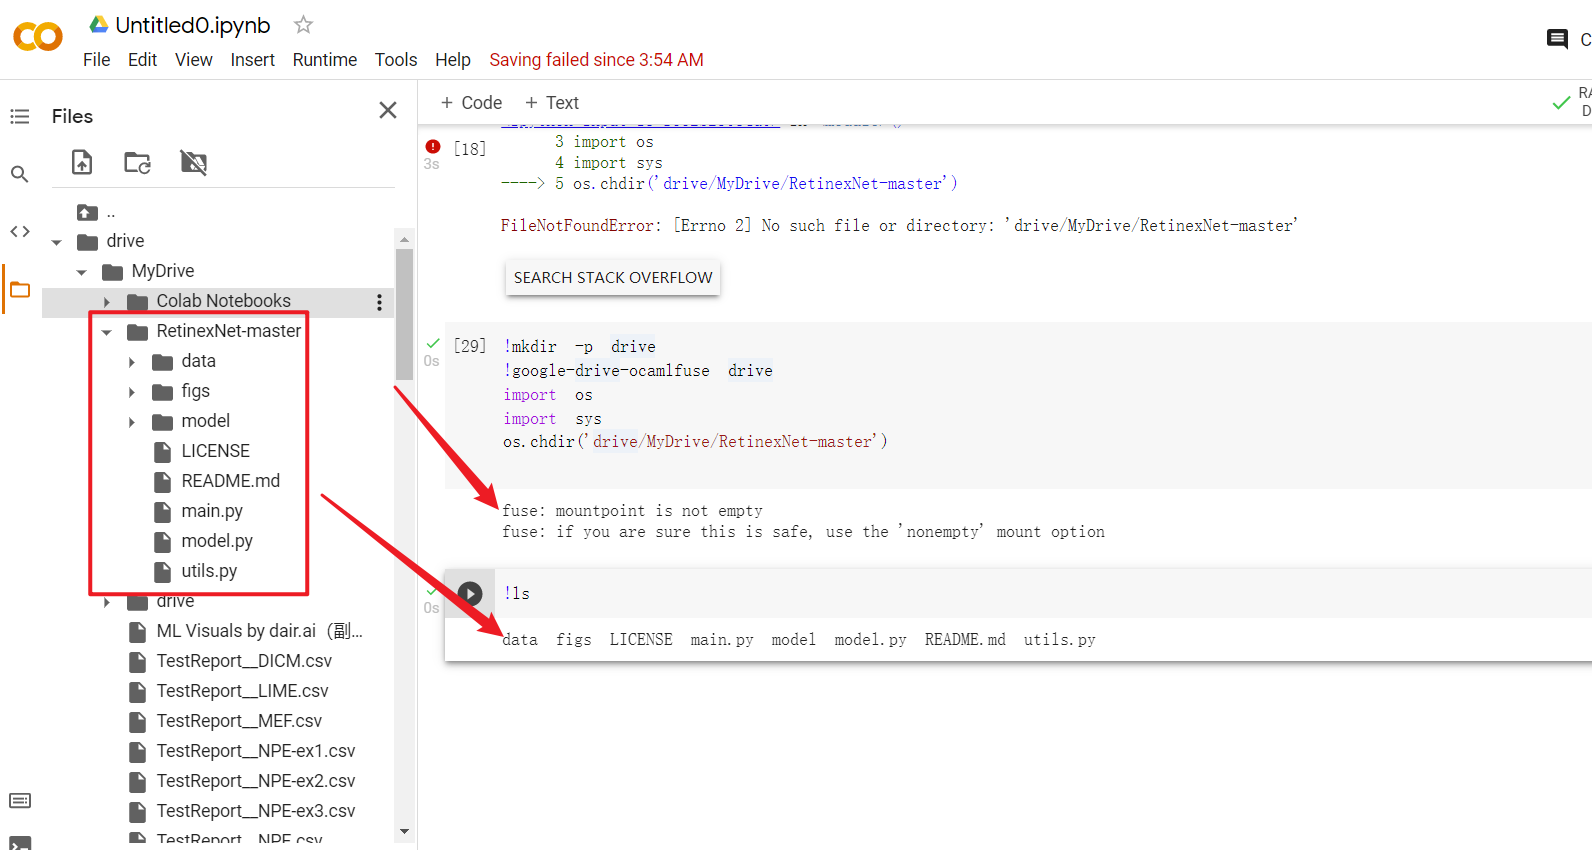 Untitled0.ipynb
File Edit View Insert Runtime Tools Help Saving failed since 3:54 AM
Files
..
drive
MyDrive
Colab Notebooks
RetinexNet-master
data
figs
model
LICENSE
README.md
main.py
model.py
utils.py
drive
ML Visuals by dair.ai（副...
TestReport__DICM.csv
TestReport__LIME.csv
TestReport__MEF.csv
TestReport__NPE-ex1.csv
TestReport__NPE-ex2.csv
TestReport__NPE-ex3.csv
TestReport__NPE.csv
+ Code + Text
[18]
3s
3 import os
4 import sys
----> 5 os.chdir('drive/MyDrive/RetinexNet-master')
FileNotFoundError: [Errno 2] No such file or directory: 'drive/MyDrive/RetinexNet-master'
SEARCH STACK OVERFLOW
[29]
0s
!mkdir -p drive
!google-drive-ocamlfuse drive
import os
import sys
os.chdir('drive/MyDrive/RetinexNet-master')
fuse: mountpoint is not empty
fuse: if you are sure this is safe, use the 'nonempty' mount option
0s
!ls
data figs LICENSE main.py model model.py README.md utils.py